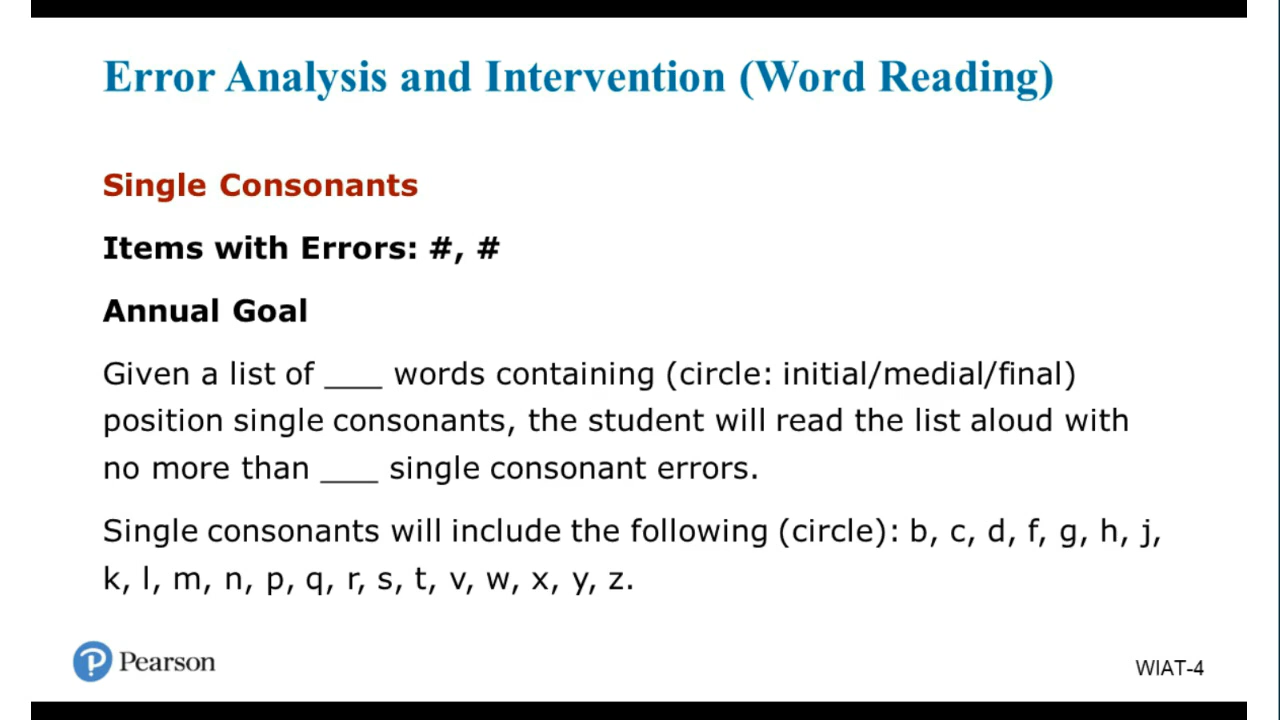 Error Analysis and Intervention (Word Reading)
Single Consonants
Items with Errors: #, #
Annual Goal
Given a list of ___ words containing (circle: initial/medial/final)
position single consonants, the student will read the list aloud with
no more than ___ single consonant errors.
Single consonants will include the following (circle): b, c, d, f, g, h, j,
k, l, m, n, p, q, r, s, t, v, w, x, y, z.
Pearson
WIAT-4